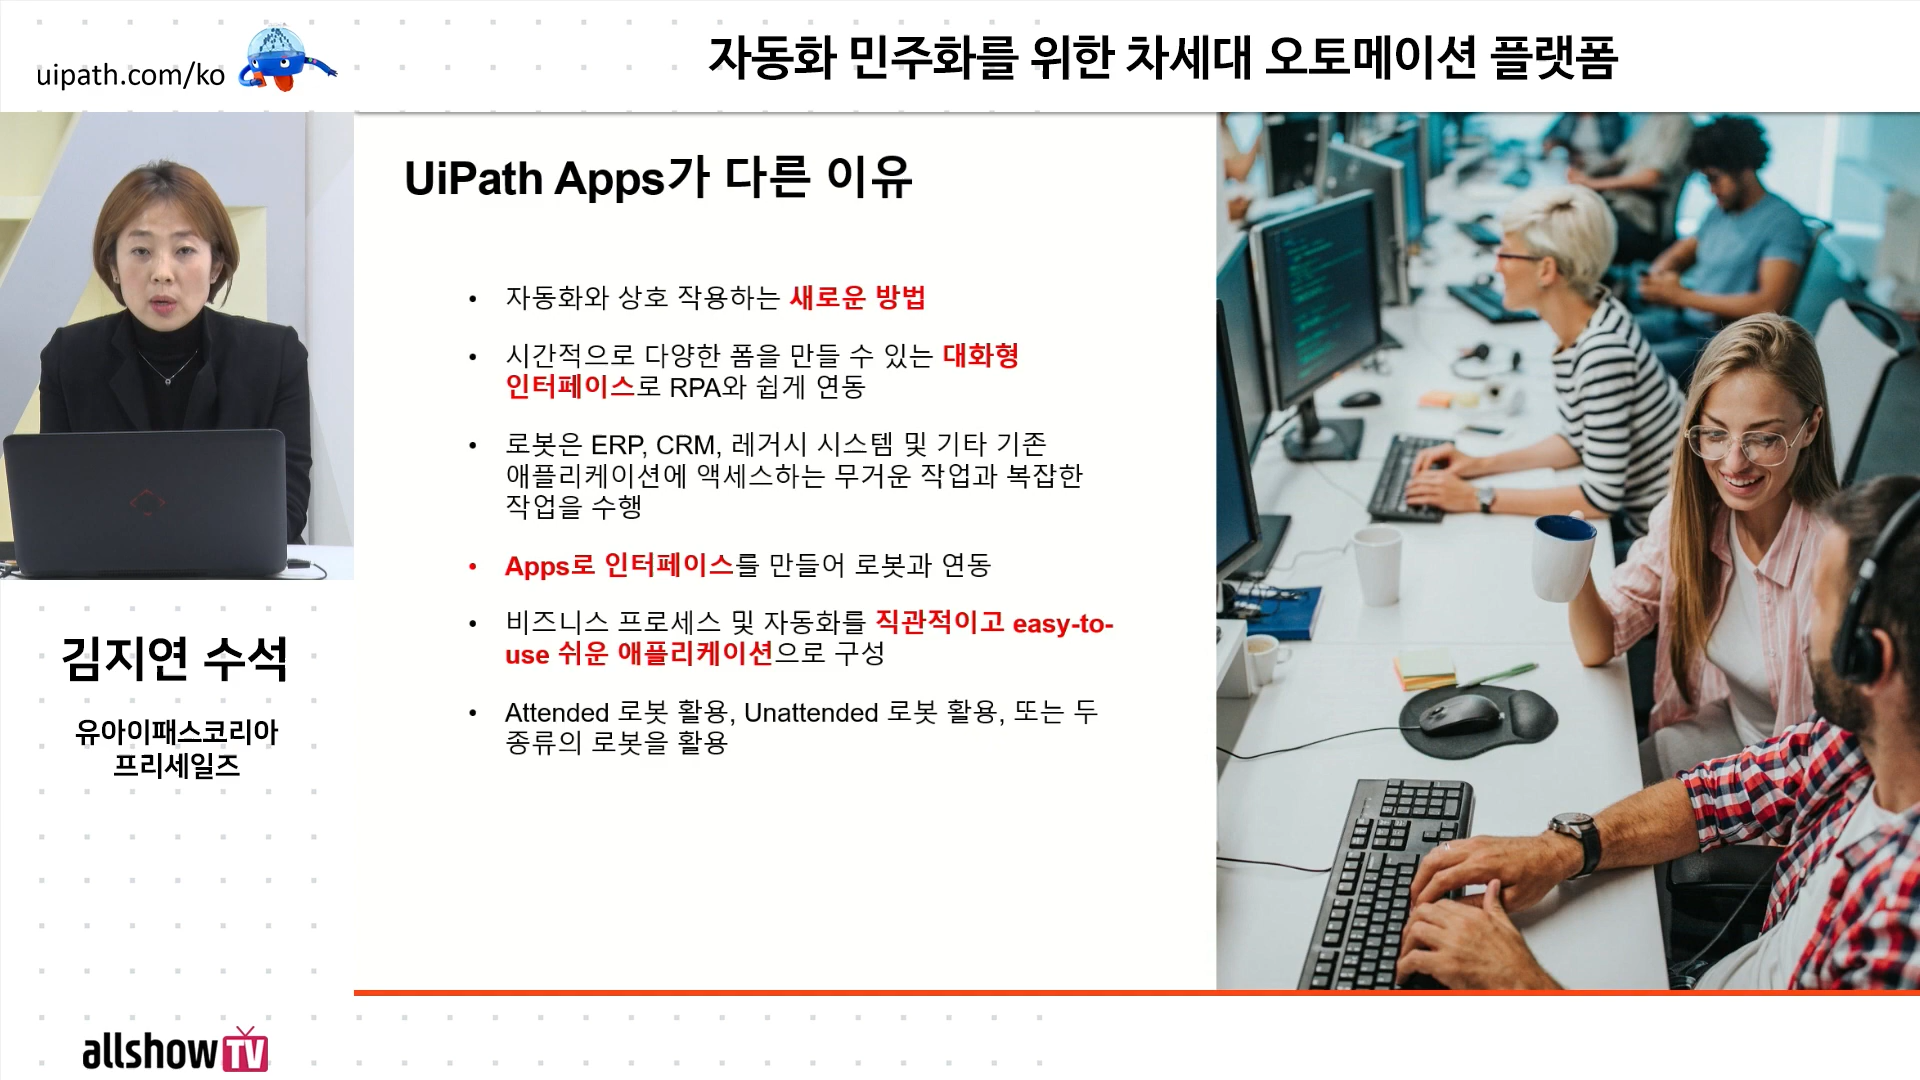 uipath.com/ko
자동화 민주화를 위한 차세대 오토메이션 플랫폼
UiPath Apps가 다른 이유
• 자동화와 상호 작용하는 새로운 방법
• 시간적으로 다양한 폼을 만들 수 있는 대화형
인터페이스로 RPA와 쉽게 연동
• 로봇은 ERP, CRM, 레거시 시스템 및 기타 기존
애플리케이션에 액세스하는 무거운 작업과 복잡한
작업을 수행
• Apps로 인터페이스를 만들어 로봇과 연동
• 비즈니스 프로세스 및 자동화를 직관적이고 easy-to-
use 쉬운 애플리케이션으로 구성
• Attended 로봇 활용, Unattended 로봇 활용, 또는 두
종류의 로봇을 활용
김지연 수석
유아이패스코리아
프리세일즈
allshowTV